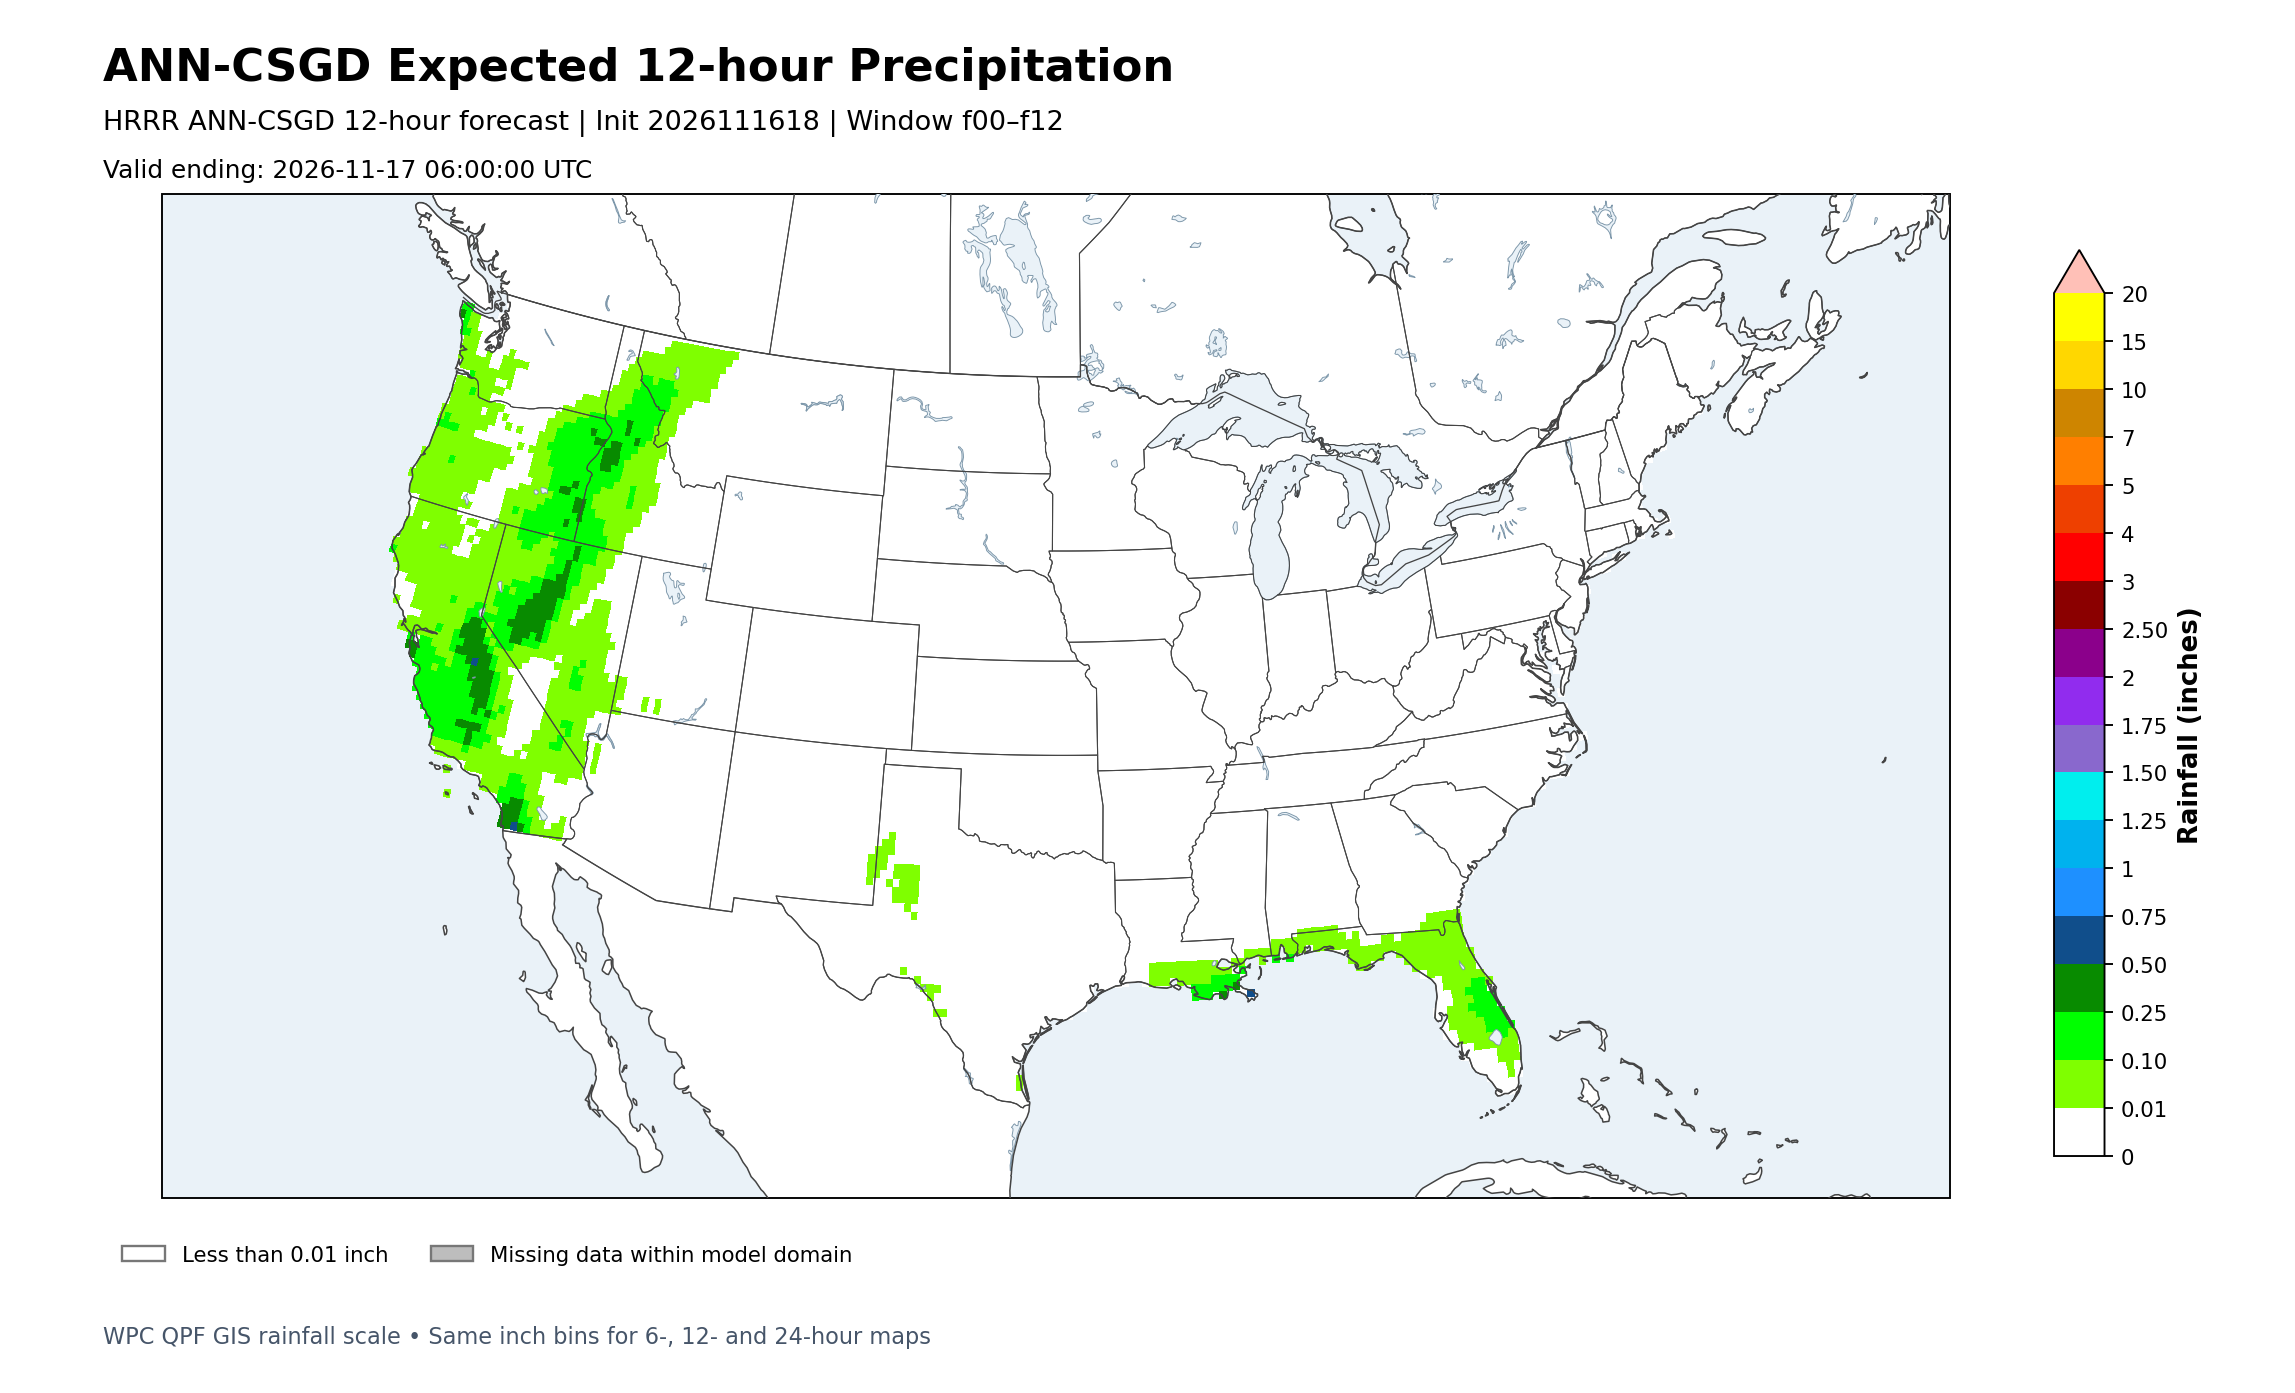 ANN-CSGD Expected 12-hour Precipitation
HRRR ANN-CSGD 12-hour forecast | Init 2026111618 | Window f00–f12
Valid ending: 2026-11-17 06:00:00 UTC
20
15
10
7
5
4
3
2.50
2
1.75
1.50
1.25
1
0.75
0.50
0.25
0.10
0.01
0
Rainfall (inches)
Less than 0.01 inch
Missing data within model domain
WPC QPF GIS rainfall scale • Same inch bins for 6-, 12- and 24-hour maps